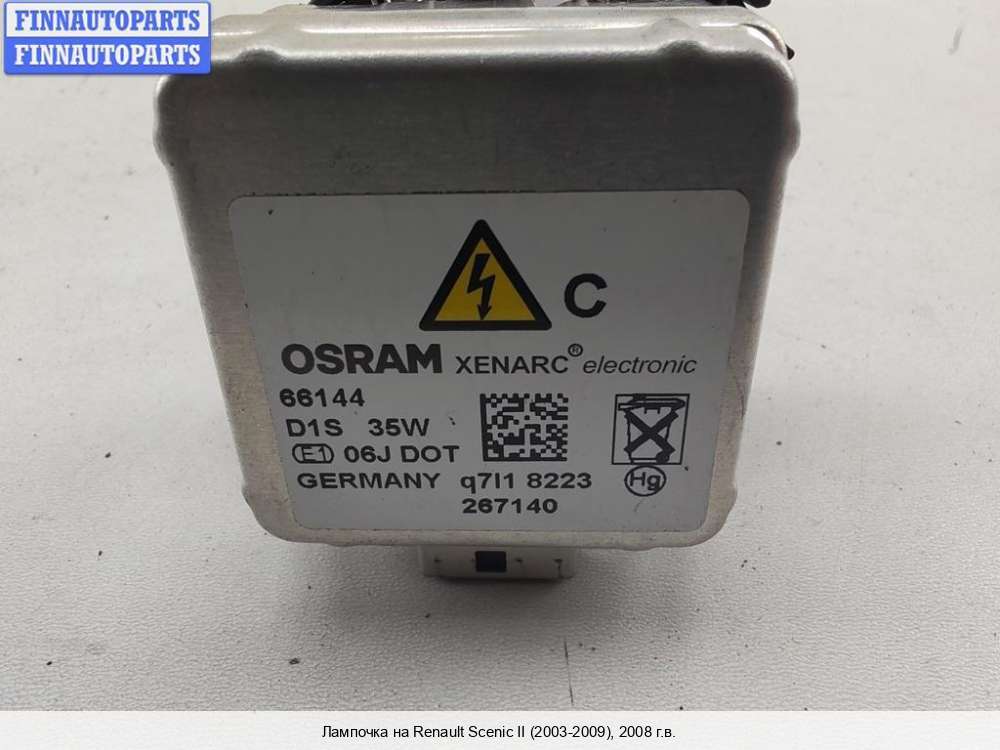 FINNAUTOPARTS
FINNAUTOPARTS
C
OSRAM XENARC® electronic
66144
D1S 35W
E1 06J DOT
GERMANY q7I1 8223
267140
Hg
Лампочка на Renault Scenic II (2003-2009), 2008 г.в.